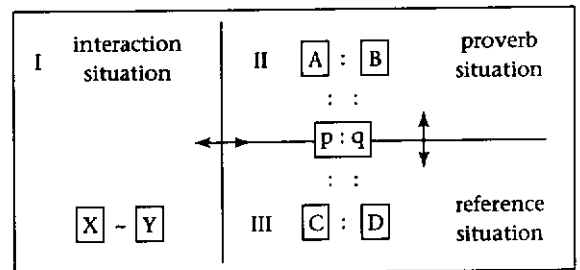 I interaction situation
X ~ Y
II A : B proverb situation
: :
p : q
: :
III C : D reference situation